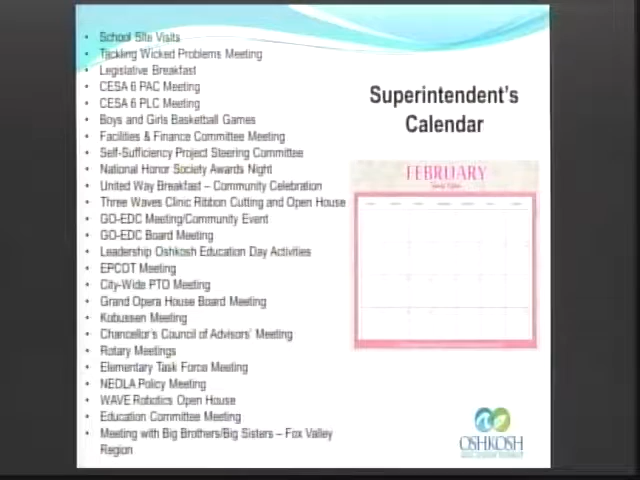 School Site Visits
Tackling Wicked Problems Meeting
Legislative Breakfast
CESA 6 PAC Meeting
CESA 6 PLC Meeting
Boys and Girls Basketball Games
Facilities & Finance Committee Meeting
Self-Sufficiency Project Steering Committee
National Honor Society Awards Night
United Way Breakfast – Community Celebration
Three Waves Clinic Ribbon Cutting and Open House
GO-EDC Meeting/Community Event
GO-EDC Board Meeting
Leadership Oshkosh Education Day Activities
EPCOT Meeting
City-Wide PTO Meeting
Grand Opera House Board Meeting
Kobussen Meeting
Chancellor's Council of Advisors' Meeting
Rotary Meetings
Elementary Task Force Meeting
NEOLA Policy Meeting
WAVE Robotics Open House
Education Committee Meeting
Meeting with Big Brothers/Big Sisters – Fox Valley
Region
Superintendent's
Calendar
FEBRUARY
OSHKOSH